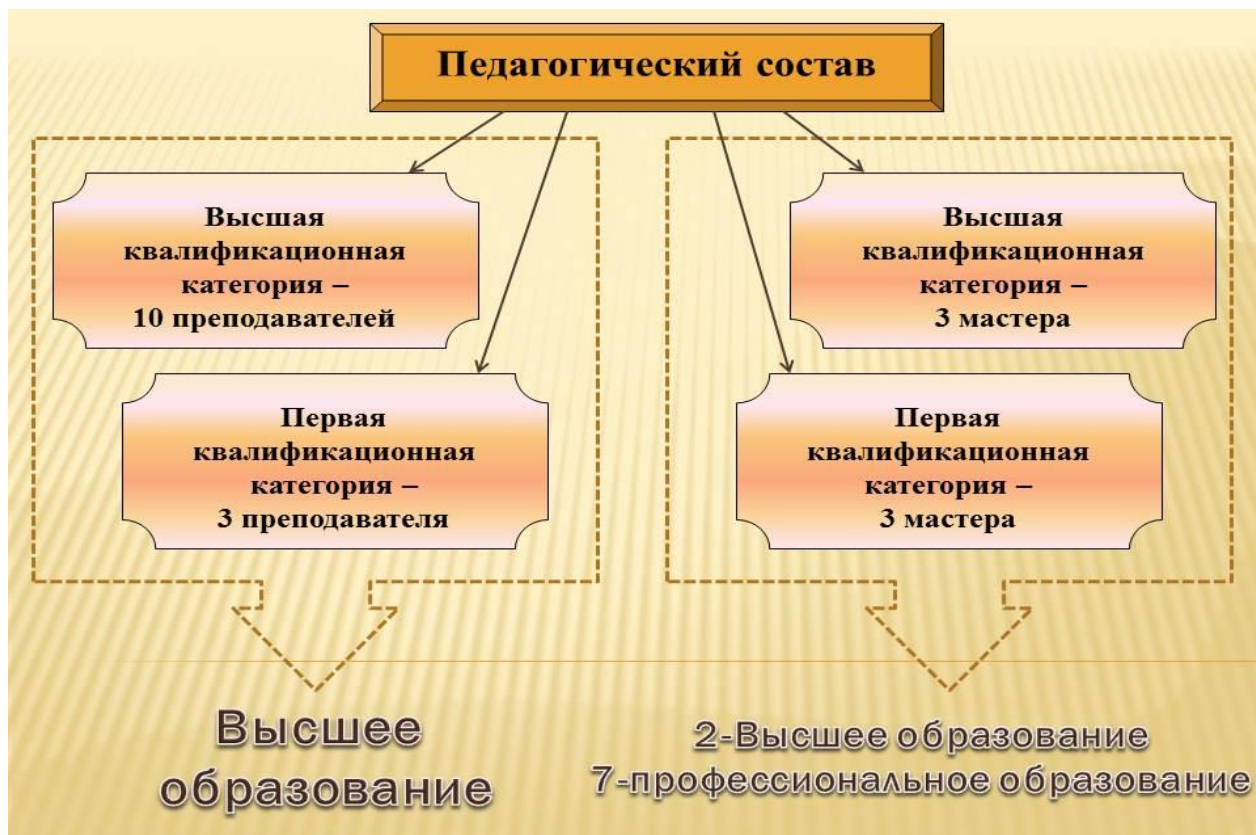 Педагогический состав
Высшая
квалификационная
категория –
10 преподавателей
Высшая
квалификационная
категория –
3 мастера
Первая
квалификационная
категория –
3 преподавателя
Первая
квалификационная
категория –
3 мастера
Высшее
образование
2-Высшее образование
7-профессиональное образование